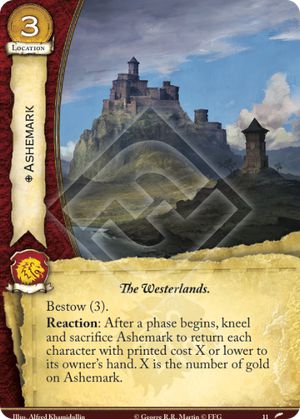 3
LOCATION
ASHEMARK
The Westerlands.
Bestow (3).
Reaction: After a phase begins, kneel
and sacrifice Ashemark to return each
character with printed cost X or lower to
its owner's hand. X is the number of gold
on Ashemark.
Illus. Alfred Khamidullin
© George R.R. Martin © FFG
11